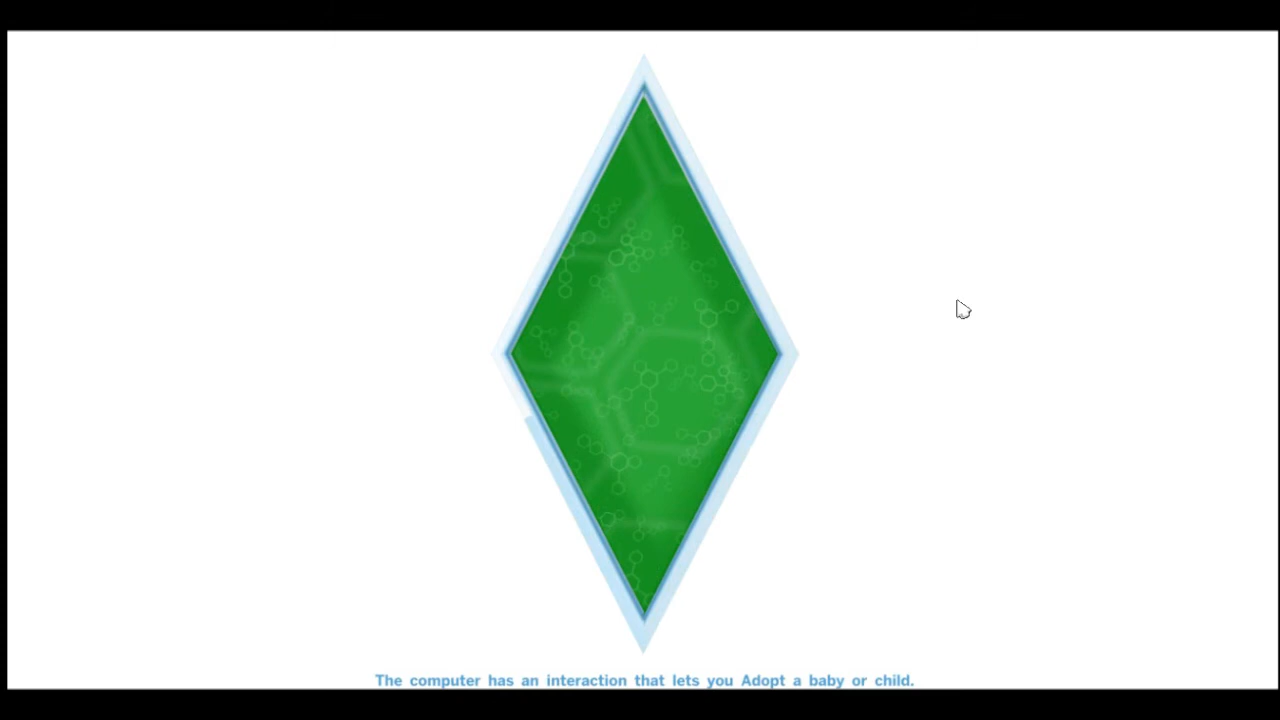 The computer has an interaction that lets you Adopt a baby or child.